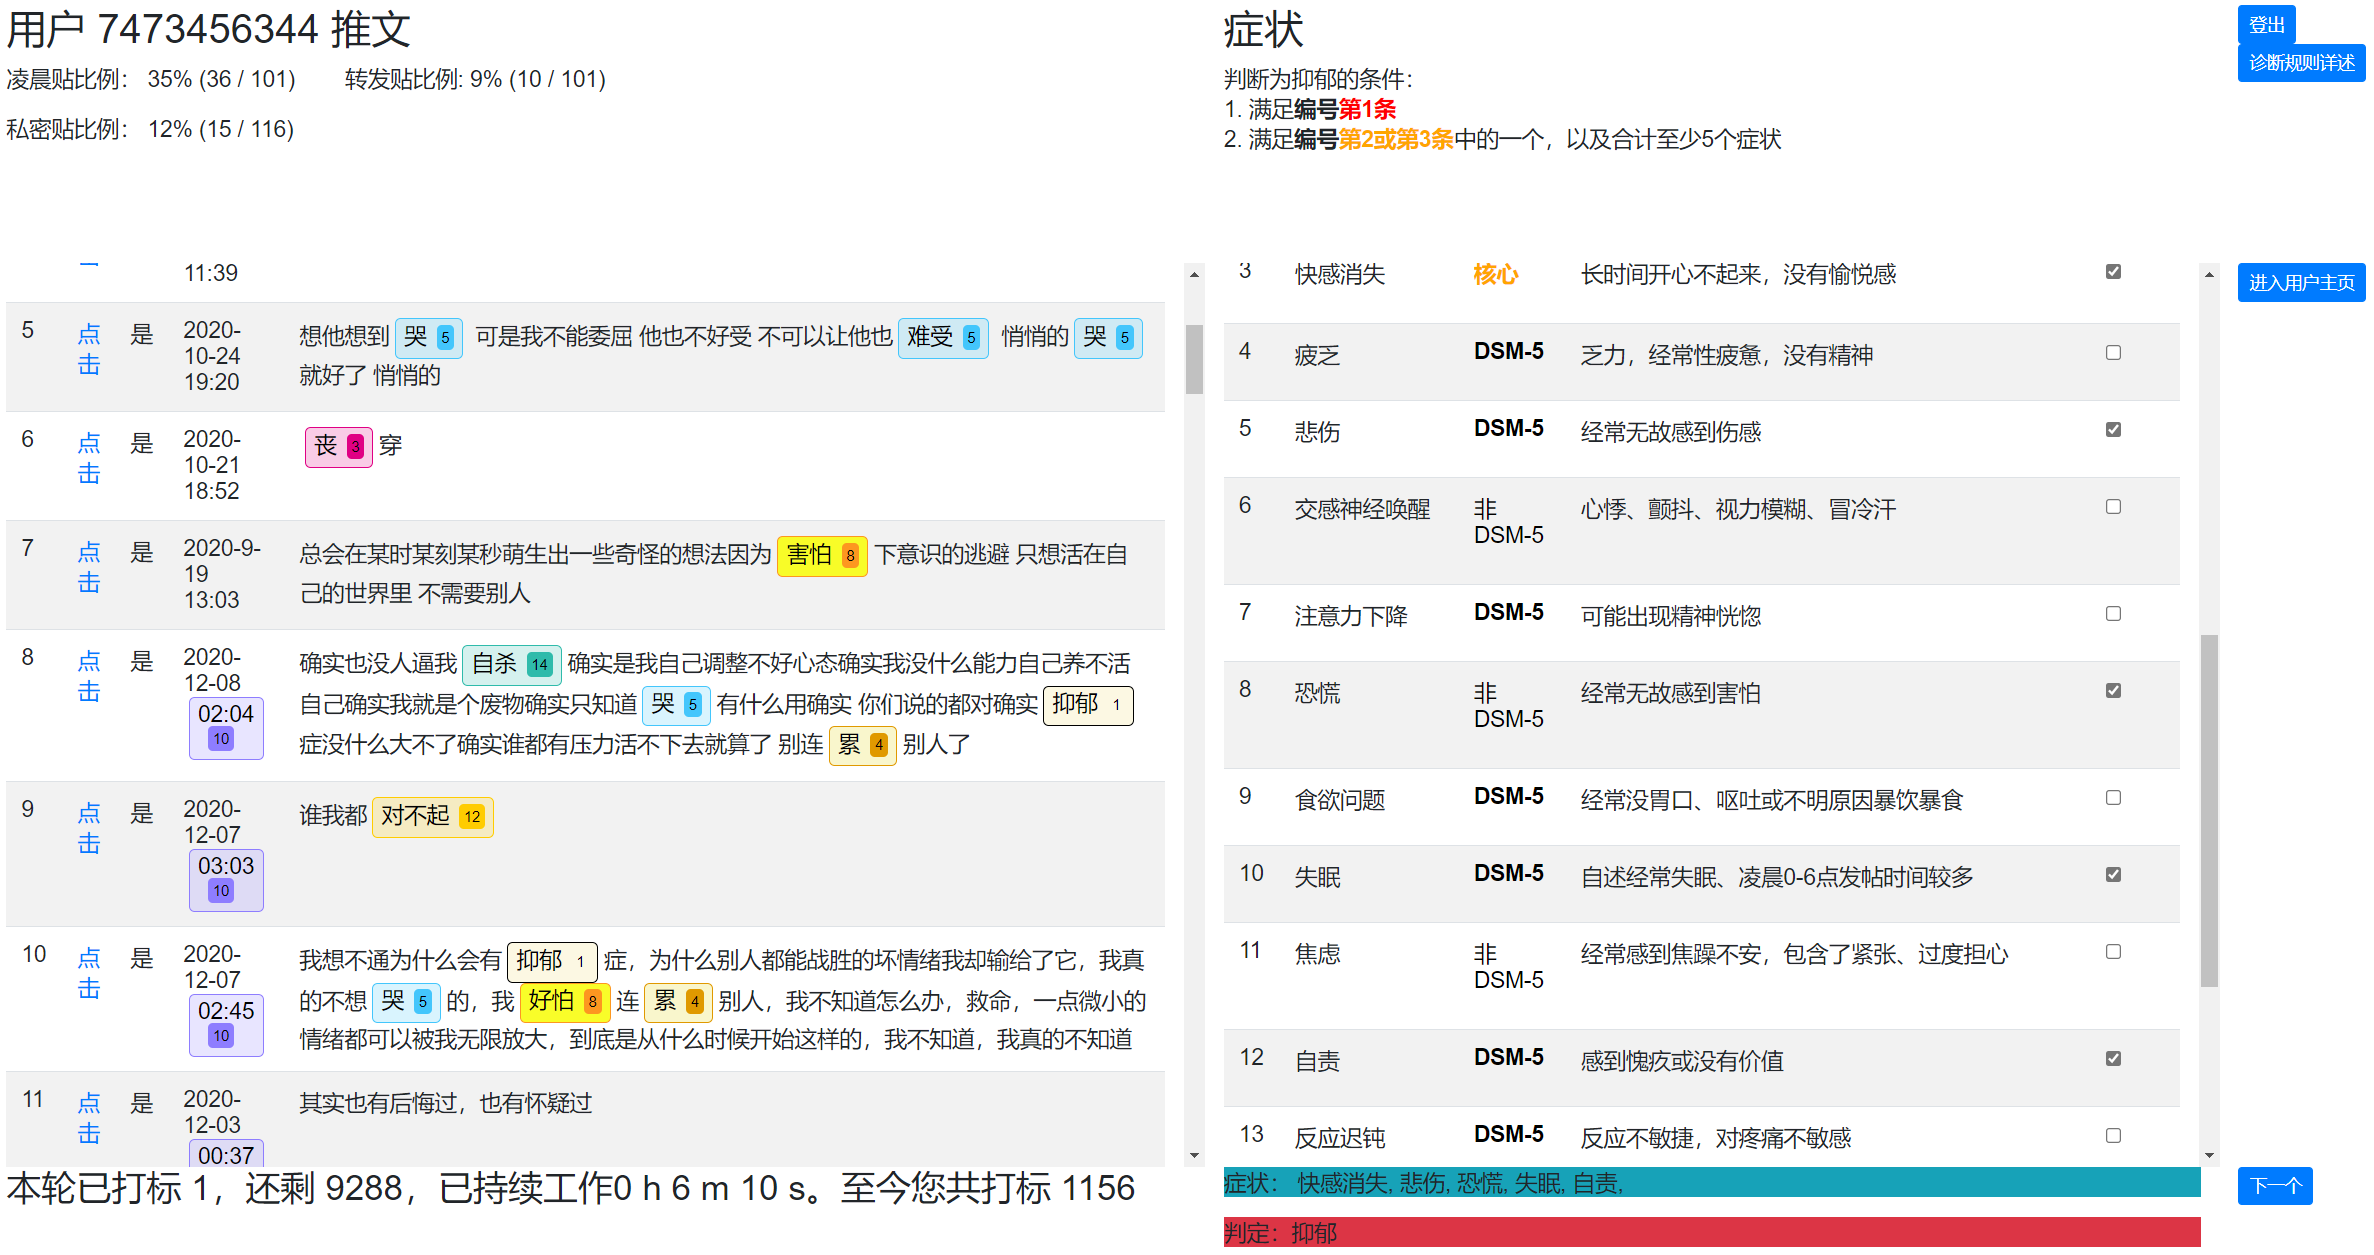 用户 7473456344 推文
凌晨贴比例： 35% (36 / 101) 转发贴比例: 9% (10 / 101)
私密贴比例： 12% (15 / 116)
11:39
5 点击 是 2020-10-24 19:20 想他想到 哭 5 可是我不能委屈 他也不好受 不可以让他也 难受 5 悄悄的 哭 5
就好了 悄悄的
6 点击 是 2020-10-21 18:52 丧 3 穿
7 点击 是 2020-9-19 13:03 总会在某时某刻某秒萌生出一些奇怪的想法因为 害怕 8 下意识的逃避 只想活在自
己的世界里 不需要别人
8 点击 是 2020-12-08 02:04 10 确实也没人逼我 自杀 14 确实是我自己调整不好心态确实我没什么能力自己养不活
自己确实我就是个废物确实只知道 哭 5 有什么用确实 你们说的都对确实 抑郁 1
症没什么大不了确实谁都有压力活不下去就算了 别连 累 4 别人了
9 点击 是 2020-12-07 03:03 10 谁我都 对不起 12
10 点击 是 2020-12-07 02:45 10 我想不通为什么会有 抑郁 1 症，为什么别人都能战胜的坏情绪我却输给了它，我真
的不想 哭 5 的，我 好怕 8 连 累 4 别人，我不知道怎么办，救命，一点微小的
情绪都可以被我无限放大，到底是从什么时候开始这样的，我不知道，我真的不知道
11 点击 是 2020-12-03 00:37 其实也有后悔过，也有怀疑过
本轮已打标 1，还剩 9288，已持续工作0 h 6 m 10 s。至今您共打标 1156
症状
判断为抑郁的条件：
1. 满足编号第1条
2. 满足编号第2或第3条中的一个，以及合计至少5个症状
3 快感消失 核心 长时间开心不起来，没有愉悦感
4 疲乏 DSM-5 乏力，经常性疲惫，没有精神
5 悲伤 DSM-5 经常无故感到伤感
6 交感神经唤醒 非 DSM-5 心悸、颤抖、视力模糊、冒冷汗
7 注意力下降 DSM-5 可能出现精神恍惚
8 恐慌 非 DSM-5 经常无故感到害怕
9 食欲问题 DSM-5 经常没胃口、呕吐或不明原因暴饮暴食
10 失眠 DSM-5 自述经常失眠、凌晨0-6点发帖时间较多
11 焦虑 非 DSM-5 经常感到焦躁不安，包含了紧张、过度担心
12 自责 DSM-5 感到愧疚或没有价值
13 反应迟钝 DSM-5 反应不敏捷，对疼痛不敏感
症状： 快感消失, 悲伤, 恐慌, 失眠, 自责,
判定：抑郁
登出
诊断规则详述
进入用户主页
下一个